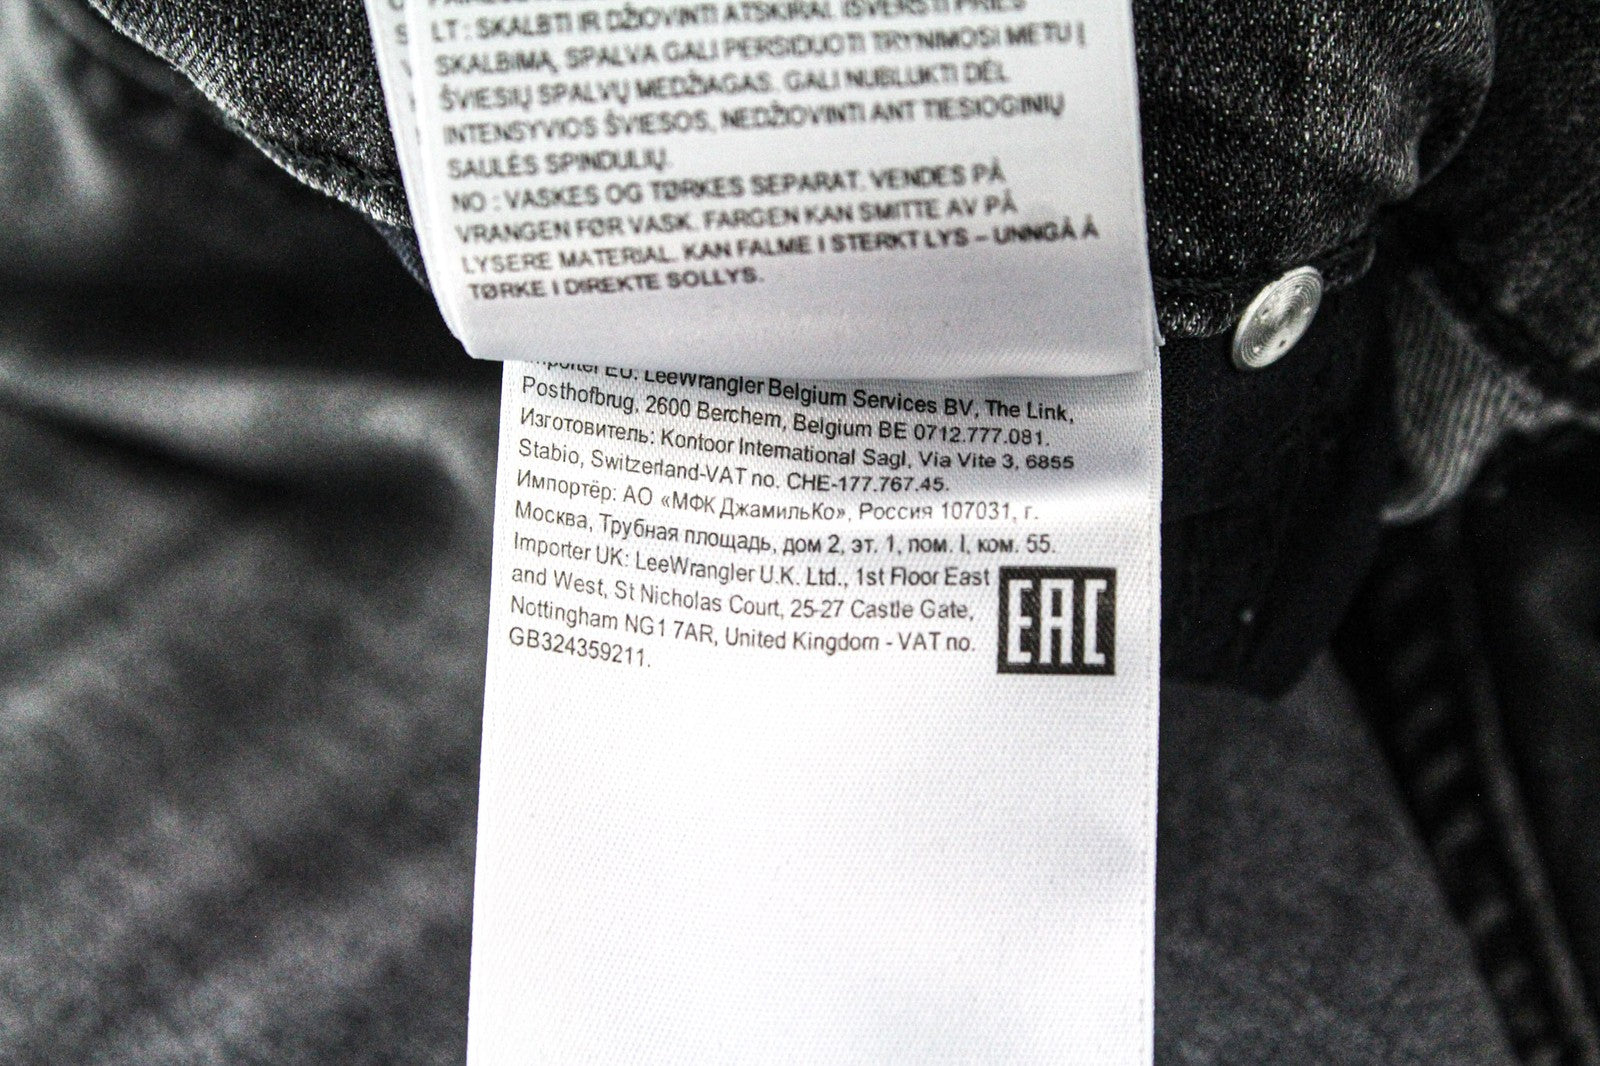 LT : SKALBTI IR DŽIOVINTI ATSKIRAI. IŠVERSTI PRIEŠ
SKALBIMĄ, SPALVA GALI PERSIDUOTI TRYNIMOSI METU Į
ŠVIESIŲ SPALVŲ MEDŽIAGAS. GALI NUBLUKTI DĖL
INTENSYVIOS ŠVIESOS, NEDŽIOVINTI ANT TIESIOGINIŲ
SAULĖS SPINDULIŲ.
NO : VASKES OG TØRKES SEPARAT. VENDES PÅ
VRANGEN FØR VASK. FARGEN KAN SMITTE AV PÅ
LYSERE MATERIAL. KAN FALME I STERKT LYS – UNNGÅ Å
TØRKE I DIREKTE SOLLYS.
Importer EU: LeeWrangler Belgium Services BV, The Link,
Posthofbrug, 2600 Berchem, Belgium BE 0712.777.081.
Изготовитель: Kontoor International Sagl, Via Vite 3, 6855
Stabio, Switzerland-VAT no. CHE-177.767.45.
Импортёр: АО «МФК ДжамильКо», Россия 107031, г.
Москва, Трубная площадь, дом 2, эт. 1, пом. I, ком. 55.
Importer UK: LeeWrangler U.K. Ltd., 1st Floor East
and West, St Nicholas Court, 25-27 Castle Gate,
Nottingham NG1 7AR, United Kingdom - VAT no.
GB324359211.
EAC